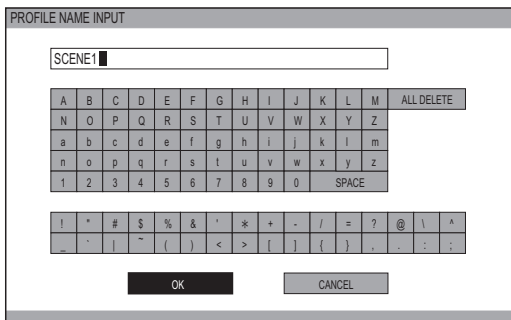 PROFILE NAME INPUT
SCENE1
A B C D E F G H I J K L M ALL DELETE
N O P Q R S T U V W X Y Z
a b c d e f g h i j k l m
n o p q r s t u v w x y z
1 2 3 4 5 6 7 8 9 0 SPACE
! " # $ % & ' * + - / = ? @ \ ^
_ ` | ~ ( ) < > [ ] { } , . : ;
OK CANCEL